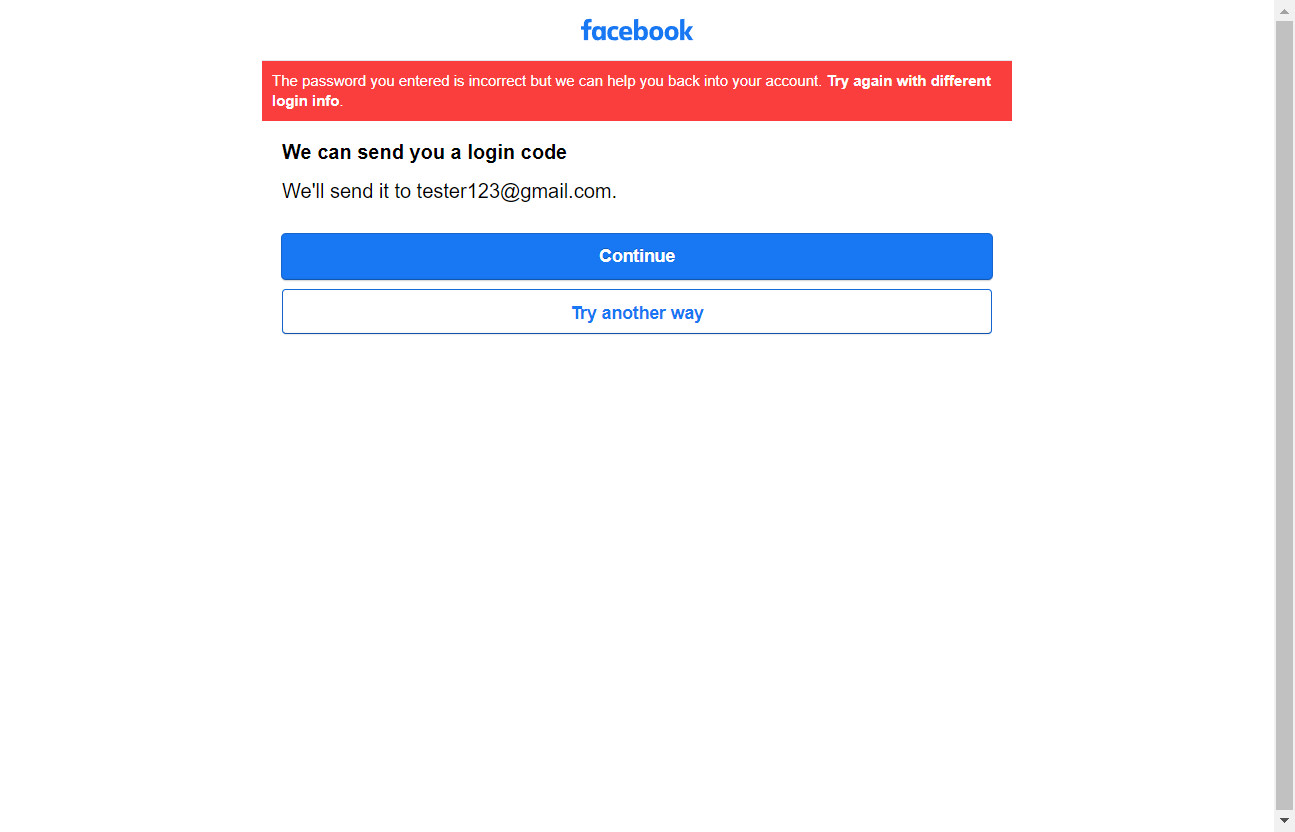 facebook
The password you entered is incorrect but we can help you back into your account. Try again with different
login info.
We can send you a login code
We'll send it to tester123@gmail.com.
Continue
Try another way